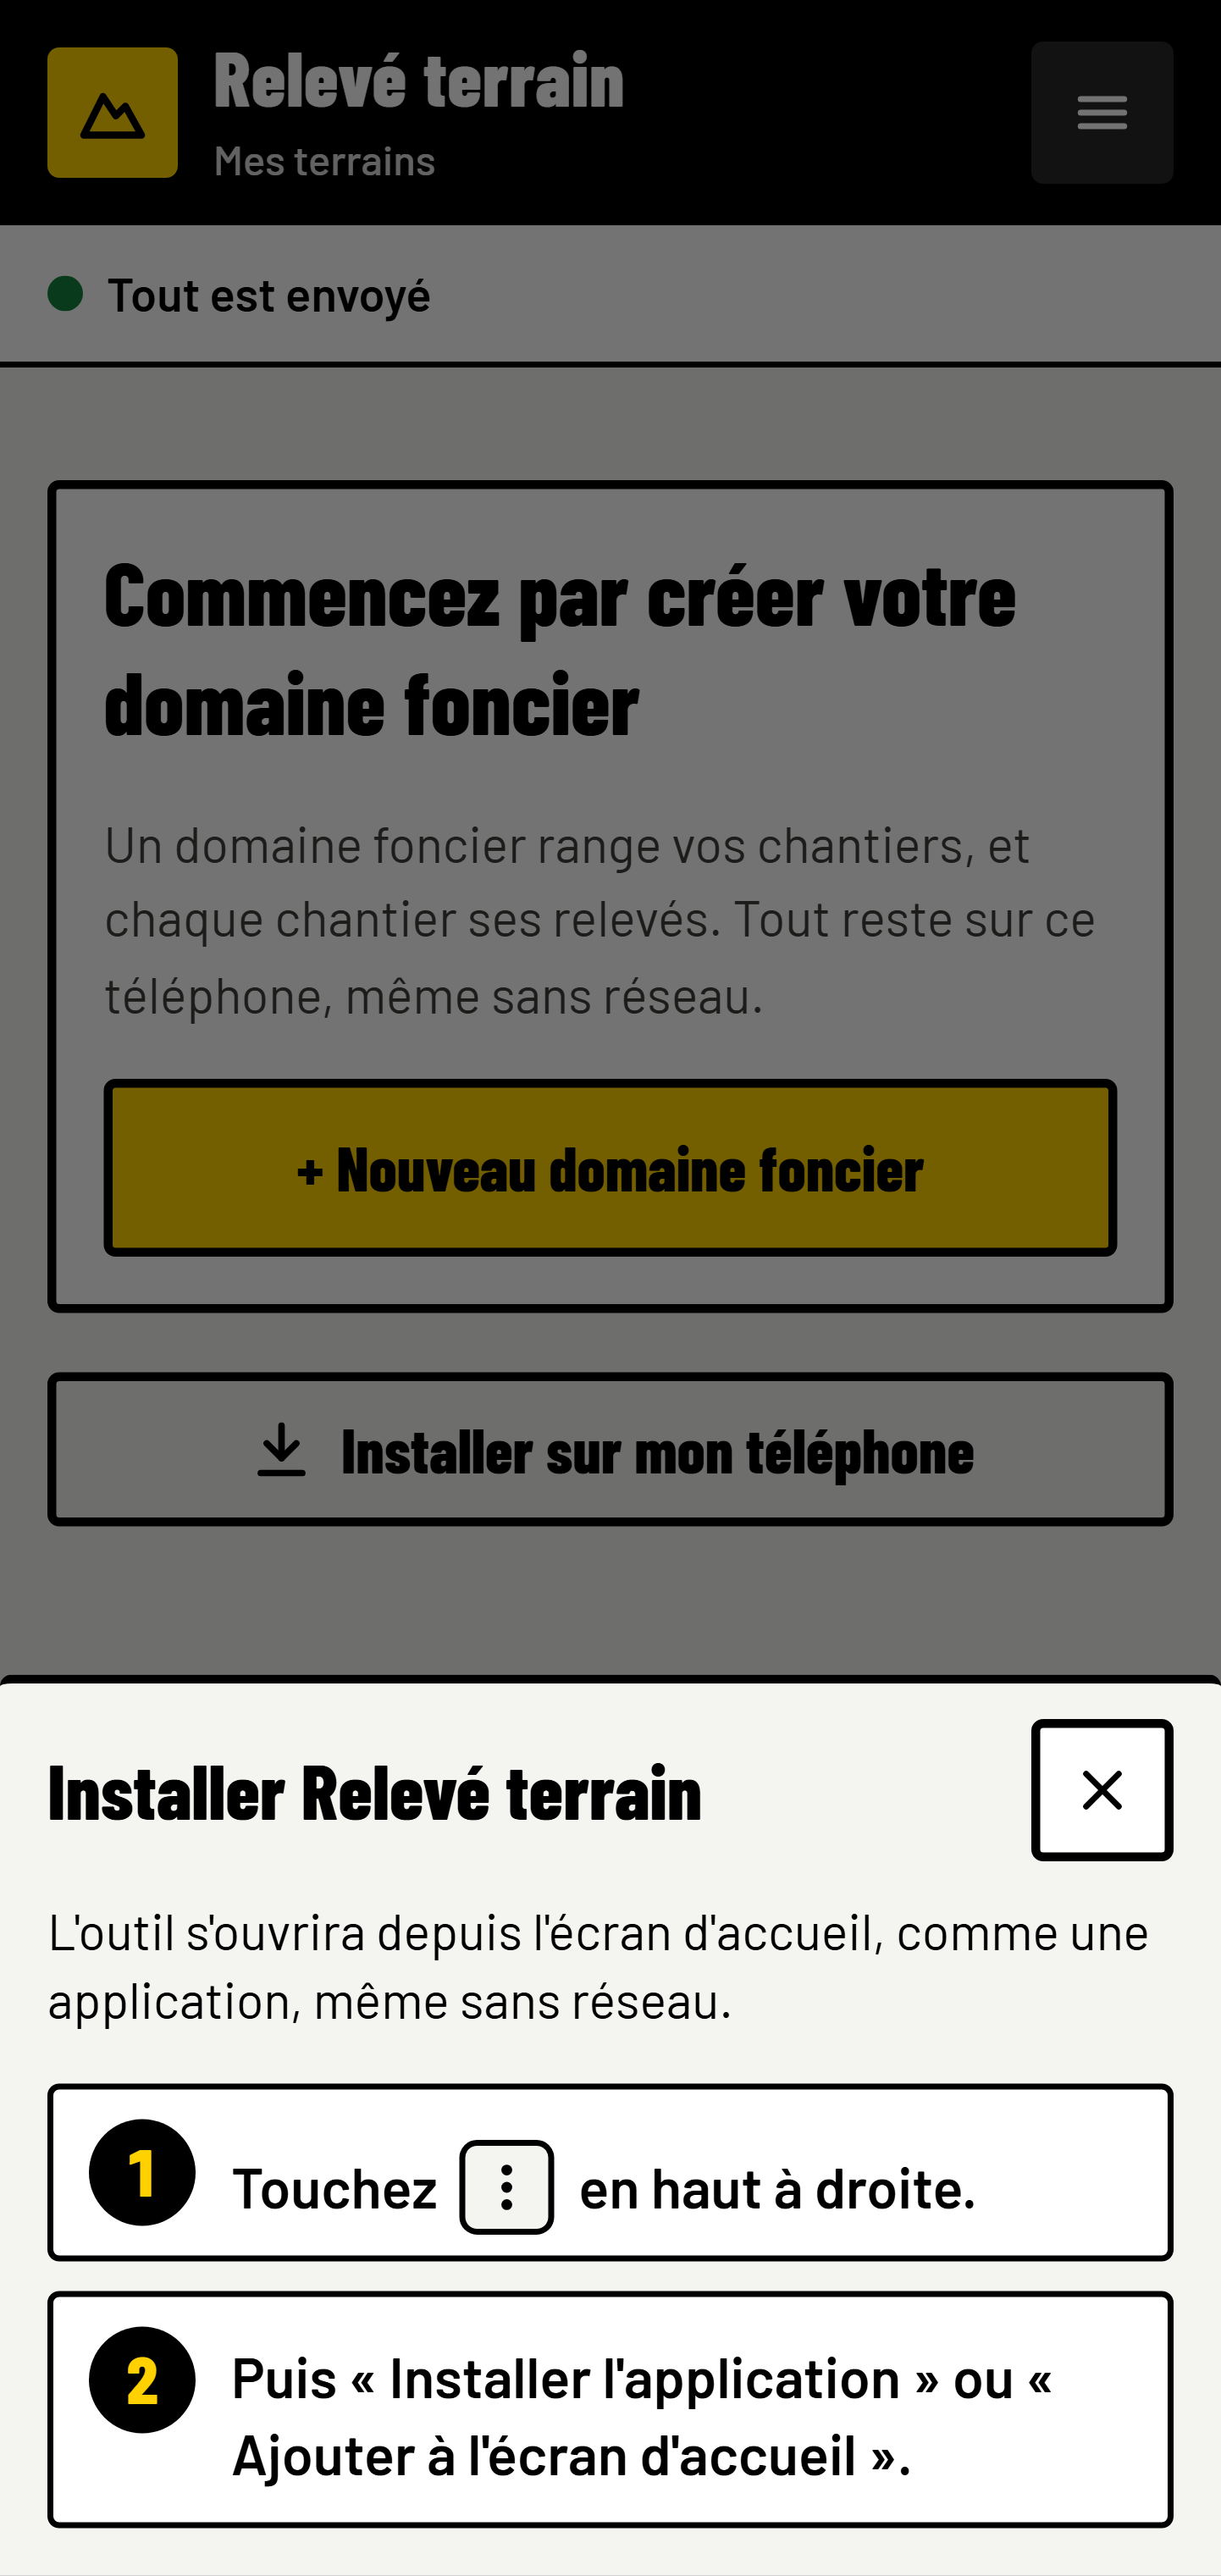 Relevé terrain
Mes terrains
Tout est envoyé
Commencez par créer votre
domaine foncier
Un domaine foncier range vos chantiers, et
chaque chantier ses relevés. Tout reste sur ce
téléphone, même sans réseau.
+ Nouveau domaine foncier
Installer sur mon téléphone
Installer Relevé terrain
L'outil s'ouvrira depuis l'écran d'accueil, comme une
application, même sans réseau.
1 Touchez ⋮ en haut à droite.
2 Puis « Installer l'application » ou «
Ajouter à l'écran d'accueil ».